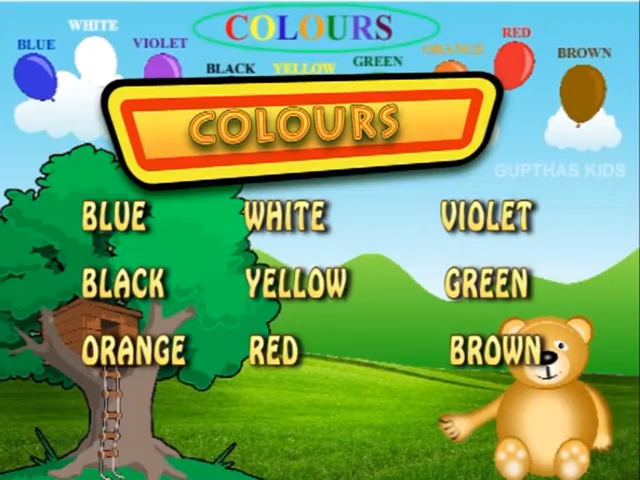 COLOURS
BLUE
WHITE
VIOLET
BLACK
YELLOW
GREEN
ORANGE
RED
BROWN
COLOURS
GUPTHAS KIDS
BLUE WHITE VIOLET
BLACK YELLOW GREEN
ORANGE RED BROWN